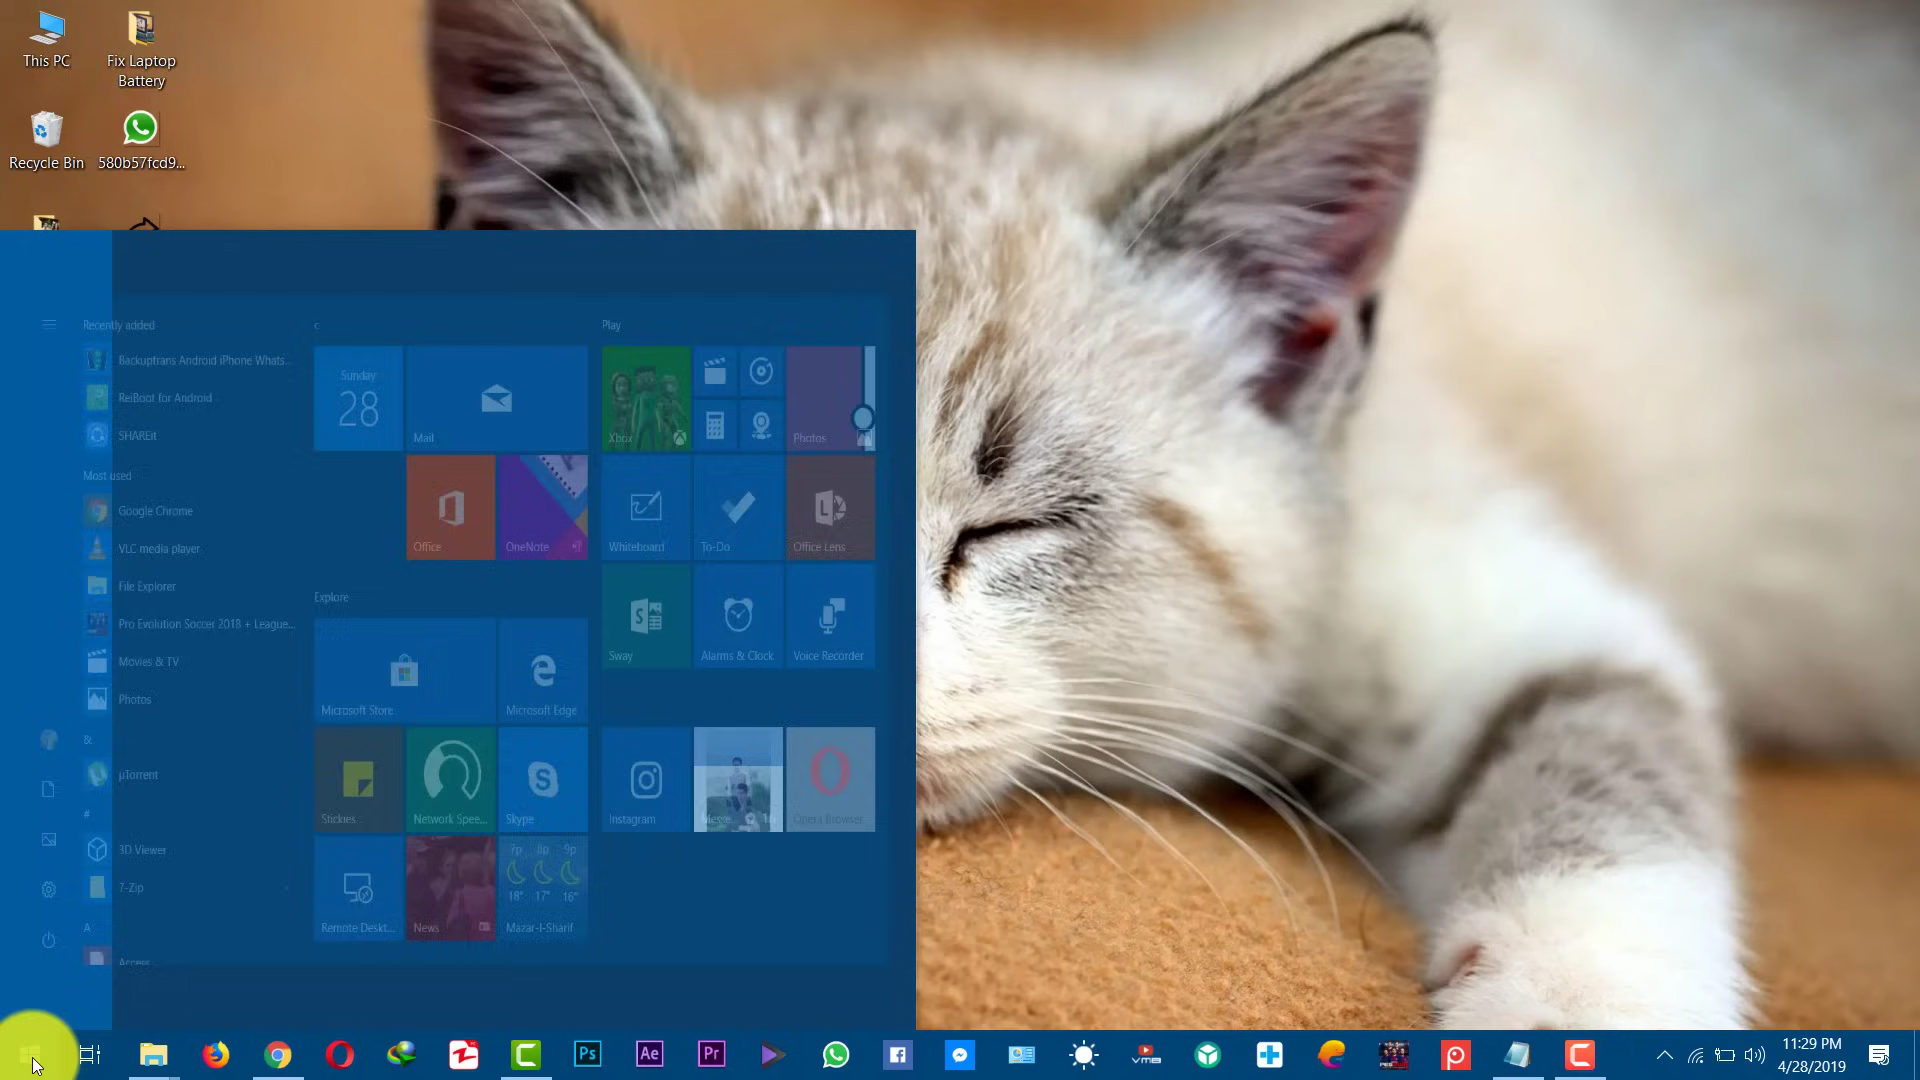 This PC
Fix Laptop
Battery
Recycle Bin
580b57fcd9...
Recently added
Backuptrans Android iPhone Whats...
ReiBoot for Android
SHAREit
Most used
Google Chrome
VLC media player
File Explorer
Pro Evolution Soccer 2018 + League...
Movies & TV
Photos
&
µTorrent
#
3D Viewer
7-Zip
A
Access
Sunday
28
Mail
Office
OneNote
Explore
Microsoft Store
Microsoft Edge
Stickies
Network Spee...
Skype
Remote Deskt...
News
7p 8p 9p
18° 17° 16°
Mazar-I-Sharif
Play
Xbox
Photos
Whiteboard
To-Do
Office Lens
Sway
Alarms & Clock
Voice Recorder
Instagram
Opera Browser
Ps
Ae
Pr
11:29 PM
4/28/2019